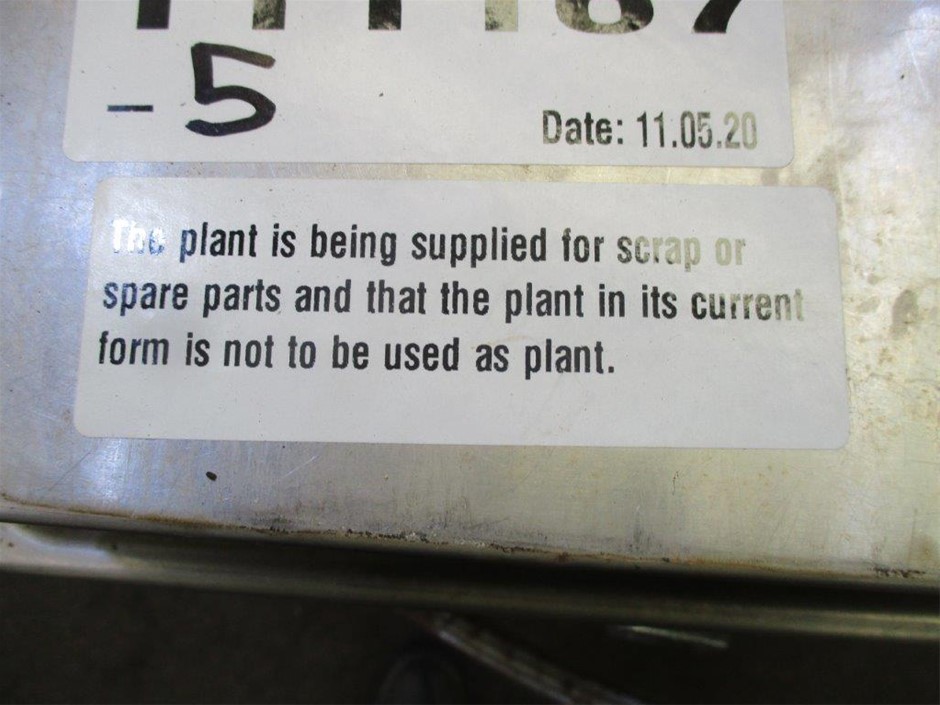 -5
Date: 11.05.20
The plant is being supplied for scrap or
spare parts and that the plant in its current
form is not to be used as plant.